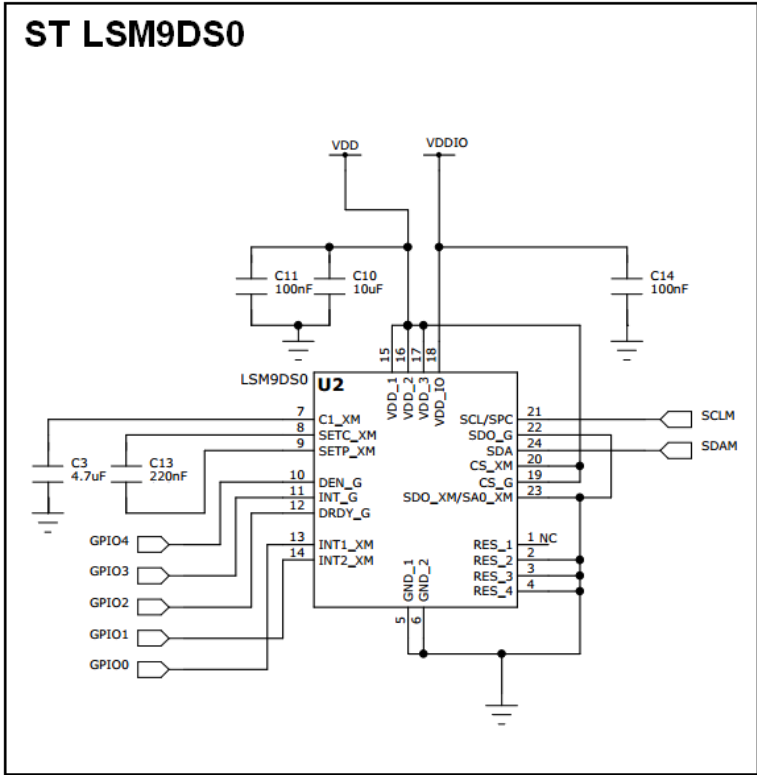 ST LSM9DS0
VDD
VDDIO
C11
100nF
C10
10uF
C14
100nF
15
16
17
18
LSM9DS0
U2
VDD_1
VDD_2
VDD_3
VDD_IO
7
C1_XM
8
SETC_XM
9
SETP_XM
10
DEN_G
11
INT_G
12
DRDY_G
13
INT1_XM
14
INT2_XM
SCL/SPC
21
SCLM
SDO_G
22
SDA
24
SDAM
CS_XM
20
CS_G
19
SDO_XM/SA0_XM
23
RES_1
1 NC
RES_2
2
RES_3
3
RES_4
4
C3
4.7uF
C13
220nF
GPIO4
GPIO3
GPIO2
GPIO1
GPIO0
GND_1
GND_2
5
6